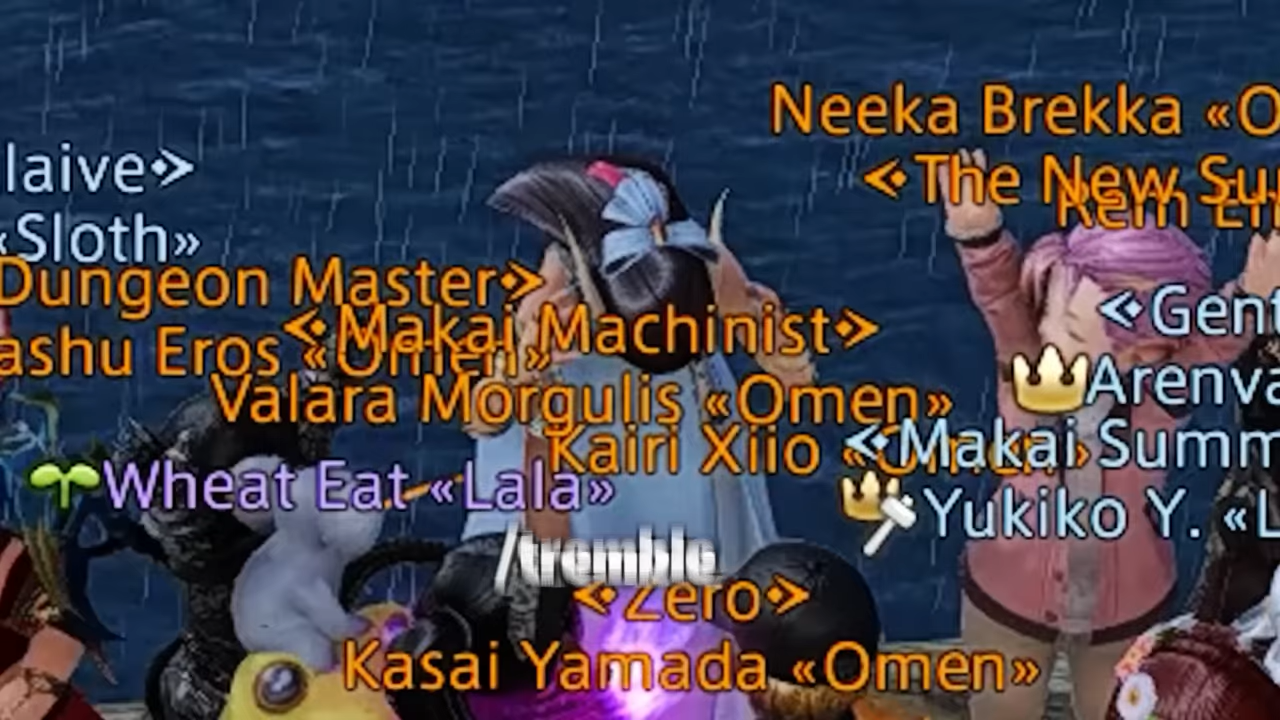 Neeka Brekka «O
laive>
<The New Su
«Sloth»
Dungeon Master>
<Makai Machinist>
<Gent
ashu Eros «Omen»
Arenva
Valara Morgulis «Omen»
Kairi Xiio
<Makai Summ
Wheat Eat «Lala»
Yukiko Y. «L
/tremble
<Zero>
Kasai Yamada «Omen»